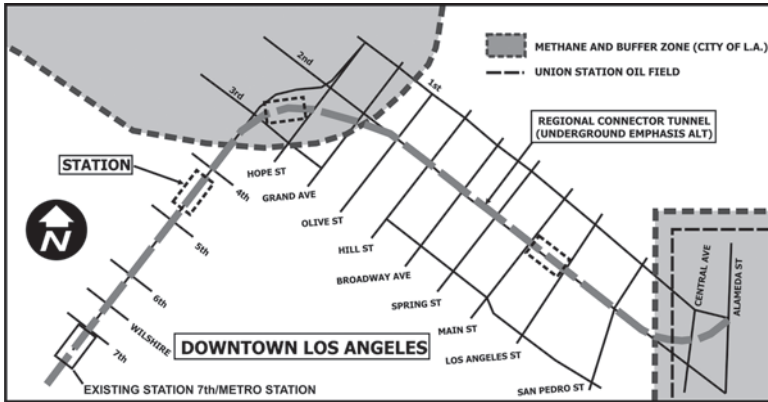 METHANE AND BUFFER ZONE (CITY OF L.A.)
UNION STATION OIL FIELD
2nd
3rd
1st
REGIONAL CONNECTOR TUNNEL
(UNDERGROUND EMPHASIS ALT)
STATION
HOPE ST
4th
GRAND AVE
OLIVE ST
N
5th
HILL ST
BROADWAY AVE
CENTRAL AVE
ALAMEDA ST
6th
SPRING ST
WILSHIRE
MAIN ST
7th
DOWNTOWN LOS ANGELES
LOS ANGELES ST
EXISTING STATION 7th/METRO STATION
SAN PEDRO ST